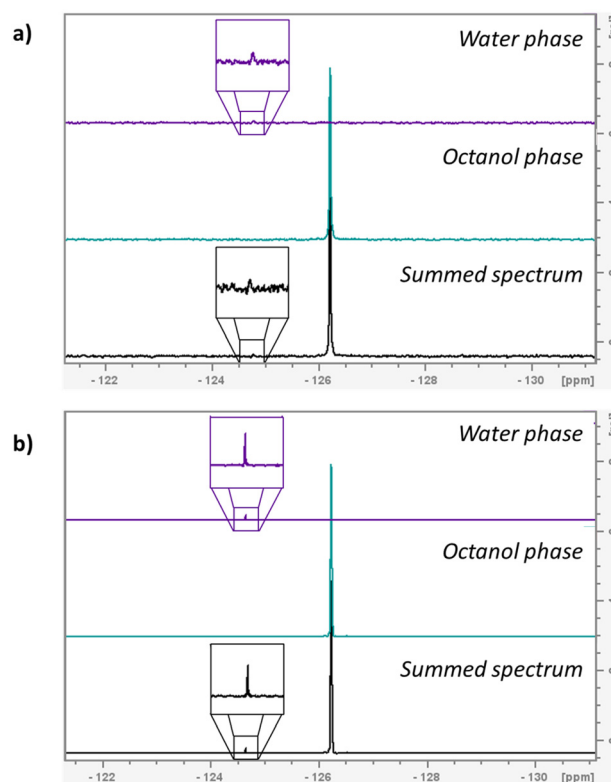 a)
Water phase
Octanol phase
Summed spectrum
- 122 - 124 - 126 - 128 - 130 [ppm]
b)
Water phase
Octanol phase
Summed spectrum
- 122 - 124 - 126 - 128 - 130 [ppm]